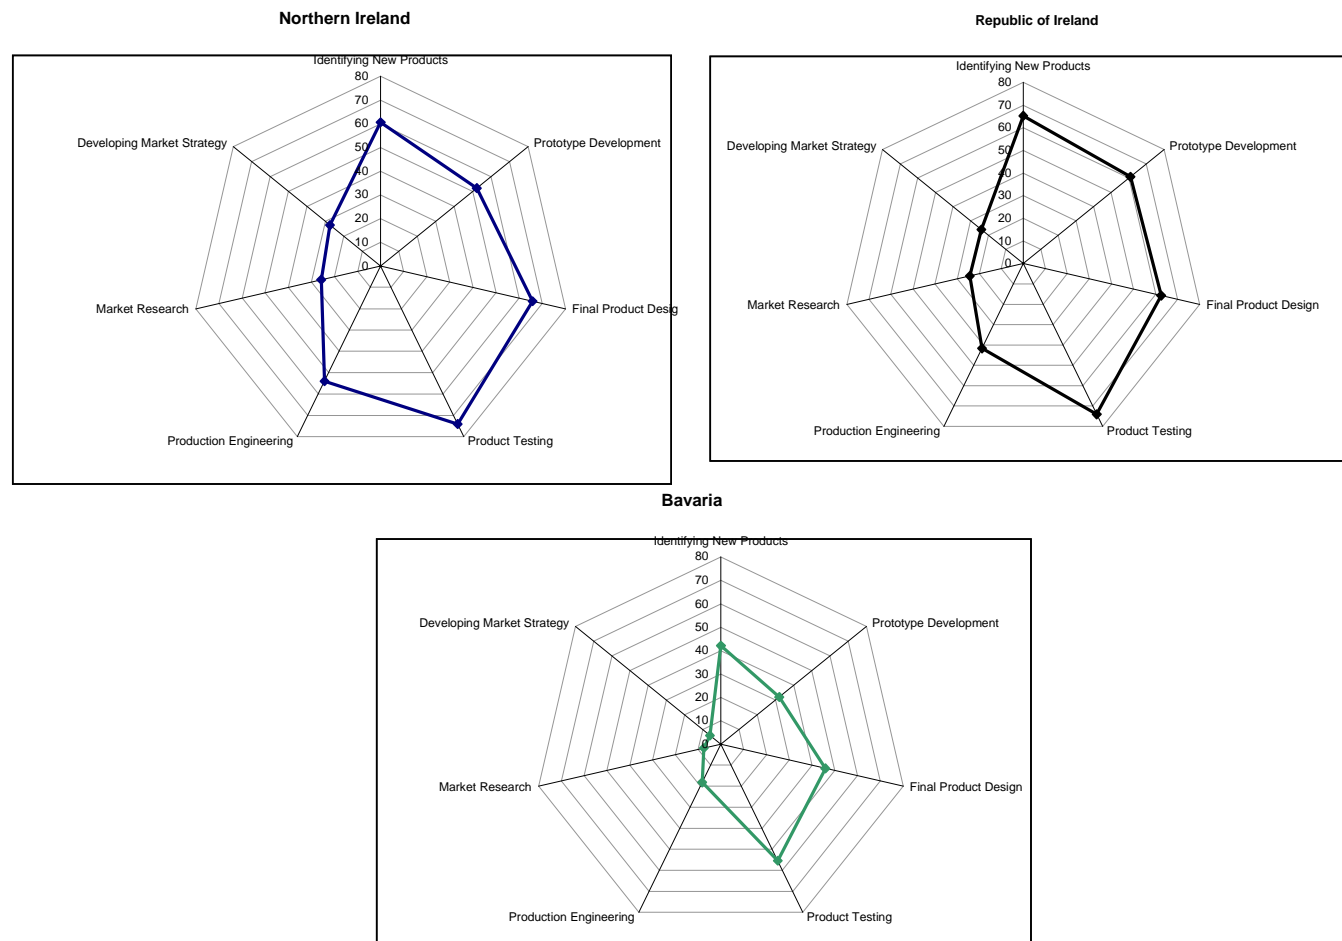 Northern Ireland
Identifying New Products
80
70
60
50
40
30
20
10
0
Developing Market Strategy
Prototype Development
Market Research
Final Product Desig
Production Engineering
Product Testing
Republic of Ireland
Identifying New Products
80
70
60
50
40
30
20
10
0
Developing Market Strategy
Prototype Development
Market Research
Final Product Design
Production Engineering
Product Testing
Bavaria
Identifying New Products
80
70
60
50
40
30
20
10
0
Developing Market Strategy
Prototype Development
Market Research
Final Product Design
Production Engineering
Product Testing